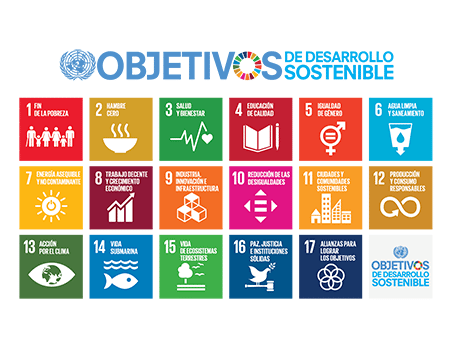 OBJETIVOS DE DESARROLLO
SOSTENIBLE
1 FIN
DE LA POBREZA
2 HAMBRE
CERO
3 SALUD
Y BIENESTAR
4 EDUCACIÓN
DE CALIDAD
5 IGUALDAD
DE GÉNERO
6 AGUA LIMPIA
Y SANEAMIENTO
7 ENERGÍA ASEQUIBLE
Y NO CONTAMINANTE
8 TRABAJO DECENTE
Y CRECIMIENTO
ECONÓMICO
9 INDUSTRIA,
INNOVACIÓN E
INFRAESTRUCTURA
10 REDUCCIÓN DE LAS
DESIGUALDADES
11 CIUDADES Y
COMUNIDADES
SOSTENIBLES
12 PRODUCCIÓN
Y CONSUMO
RESPONSABLES
13 ACCIÓN
POR EL CLIMA
14 VIDA
SUBMARINA
15 VIDA
DE ECOSISTEMAS
TERRESTRES
16 PAZ, JUSTICIA
E INSTITUCIONES
SÓLIDAS
17 ALIANZAS PARA
LOGRAR
LOS OBJETIVOS
OBJETIVOS
DE DESARROLLO
SOSTENIBLE